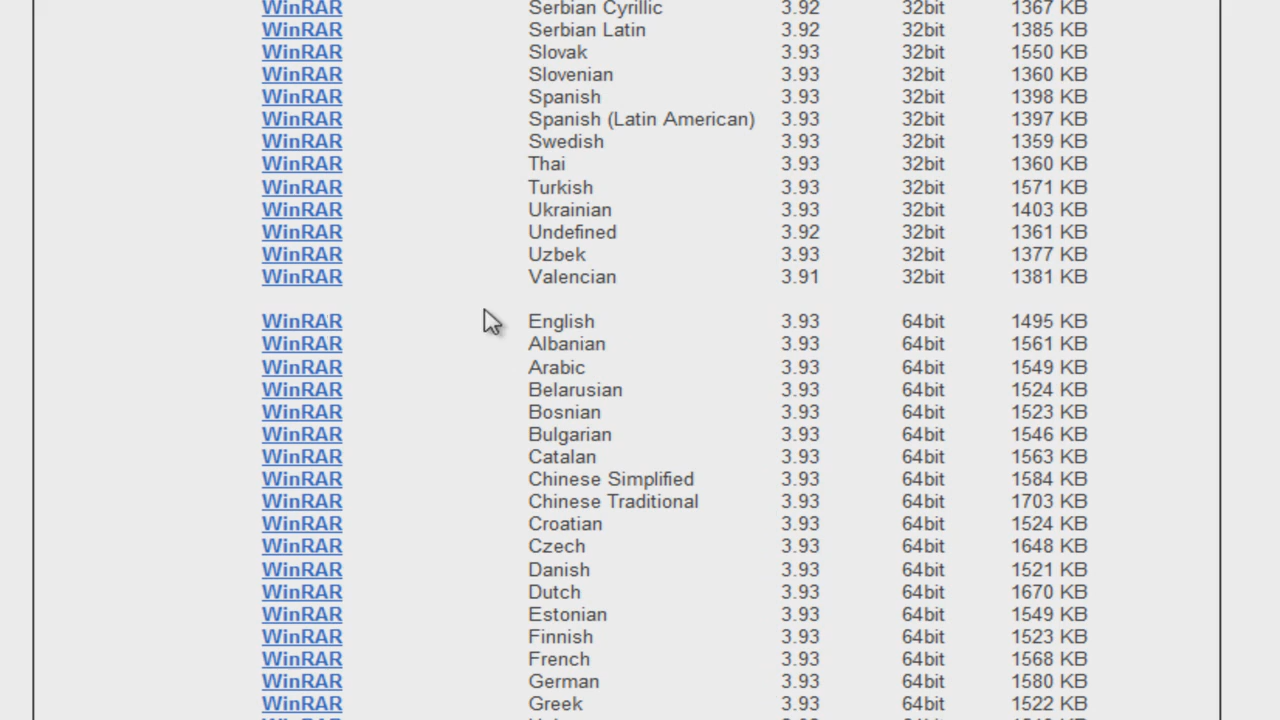 WinRAR Serbian Cyrillic 3.92 32bit 1367 KB
WinRAR Serbian Latin 3.92 32bit 1385 KB
WinRAR Slovak 3.93 32bit 1550 KB
WinRAR Slovenian 3.93 32bit 1360 KB
WinRAR Spanish 3.93 32bit 1398 KB
WinRAR Spanish (Latin American) 3.93 32bit 1397 KB
WinRAR Swedish 3.93 32bit 1359 KB
WinRAR Thai 3.93 32bit 1360 KB
WinRAR Turkish 3.93 32bit 1571 KB
WinRAR Ukrainian 3.93 32bit 1403 KB
WinRAR Undefined 3.92 32bit 1361 KB
WinRAR Uzbek 3.93 32bit 1377 KB
WinRAR Valencian 3.91 32bit 1381 KB
WinRAR English 3.93 64bit 1495 KB
WinRAR Albanian 3.93 64bit 1561 KB
WinRAR Arabic 3.93 64bit 1549 KB
WinRAR Belarusian 3.93 64bit 1524 KB
WinRAR Bosnian 3.93 64bit 1523 KB
WinRAR Bulgarian 3.93 64bit 1546 KB
WinRAR Catalan 3.93 64bit 1563 KB
WinRAR Chinese Simplified 3.93 64bit 1584 KB
WinRAR Chinese Traditional 3.93 64bit 1703 KB
WinRAR Croatian 3.93 64bit 1524 KB
WinRAR Czech 3.93 64bit 1648 KB
WinRAR Danish 3.93 64bit 1521 KB
WinRAR Dutch 3.93 64bit 1670 KB
WinRAR Estonian 3.93 64bit 1549 KB
WinRAR Finnish 3.93 64bit 1523 KB
WinRAR French 3.93 64bit 1568 KB
WinRAR German 3.93 64bit 1580 KB
WinRAR Greek 3.93 64bit 1522 KB